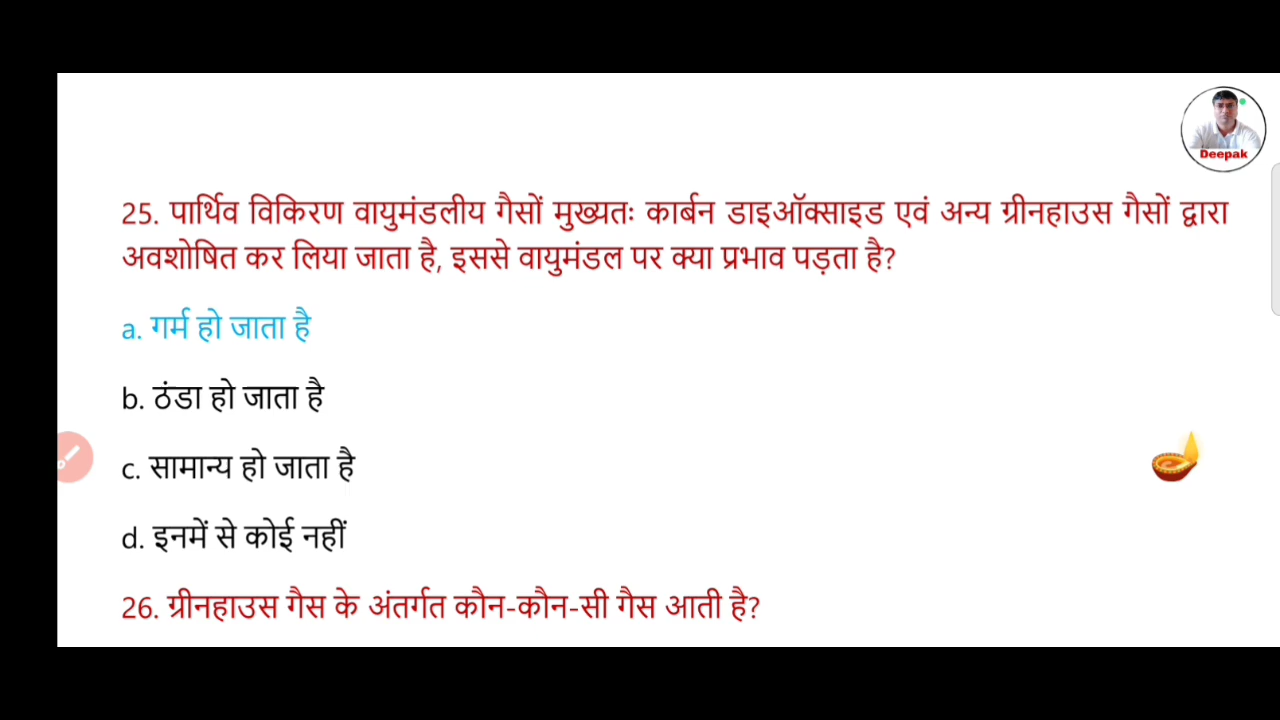 Deepak
25. पार्थिव विकिरण वायुमंडलीय गैसों मुख्यतः कार्बन डाइऑक्साइड एवं अन्य ग्रीनहाउस गैसों द्वारा
अवशोषित कर लिया जाता है, इससे वायुमंडल पर क्या प्रभाव पड़ता है?
a. गर्म हो जाता है
b. ठंडा हो जाता है
c. सामान्य हो जाता है
d. इनमें से कोई नहीं
26. ग्रीनहाउस गैस के अंतर्गत कौन-कौन-सी गैस आती है?